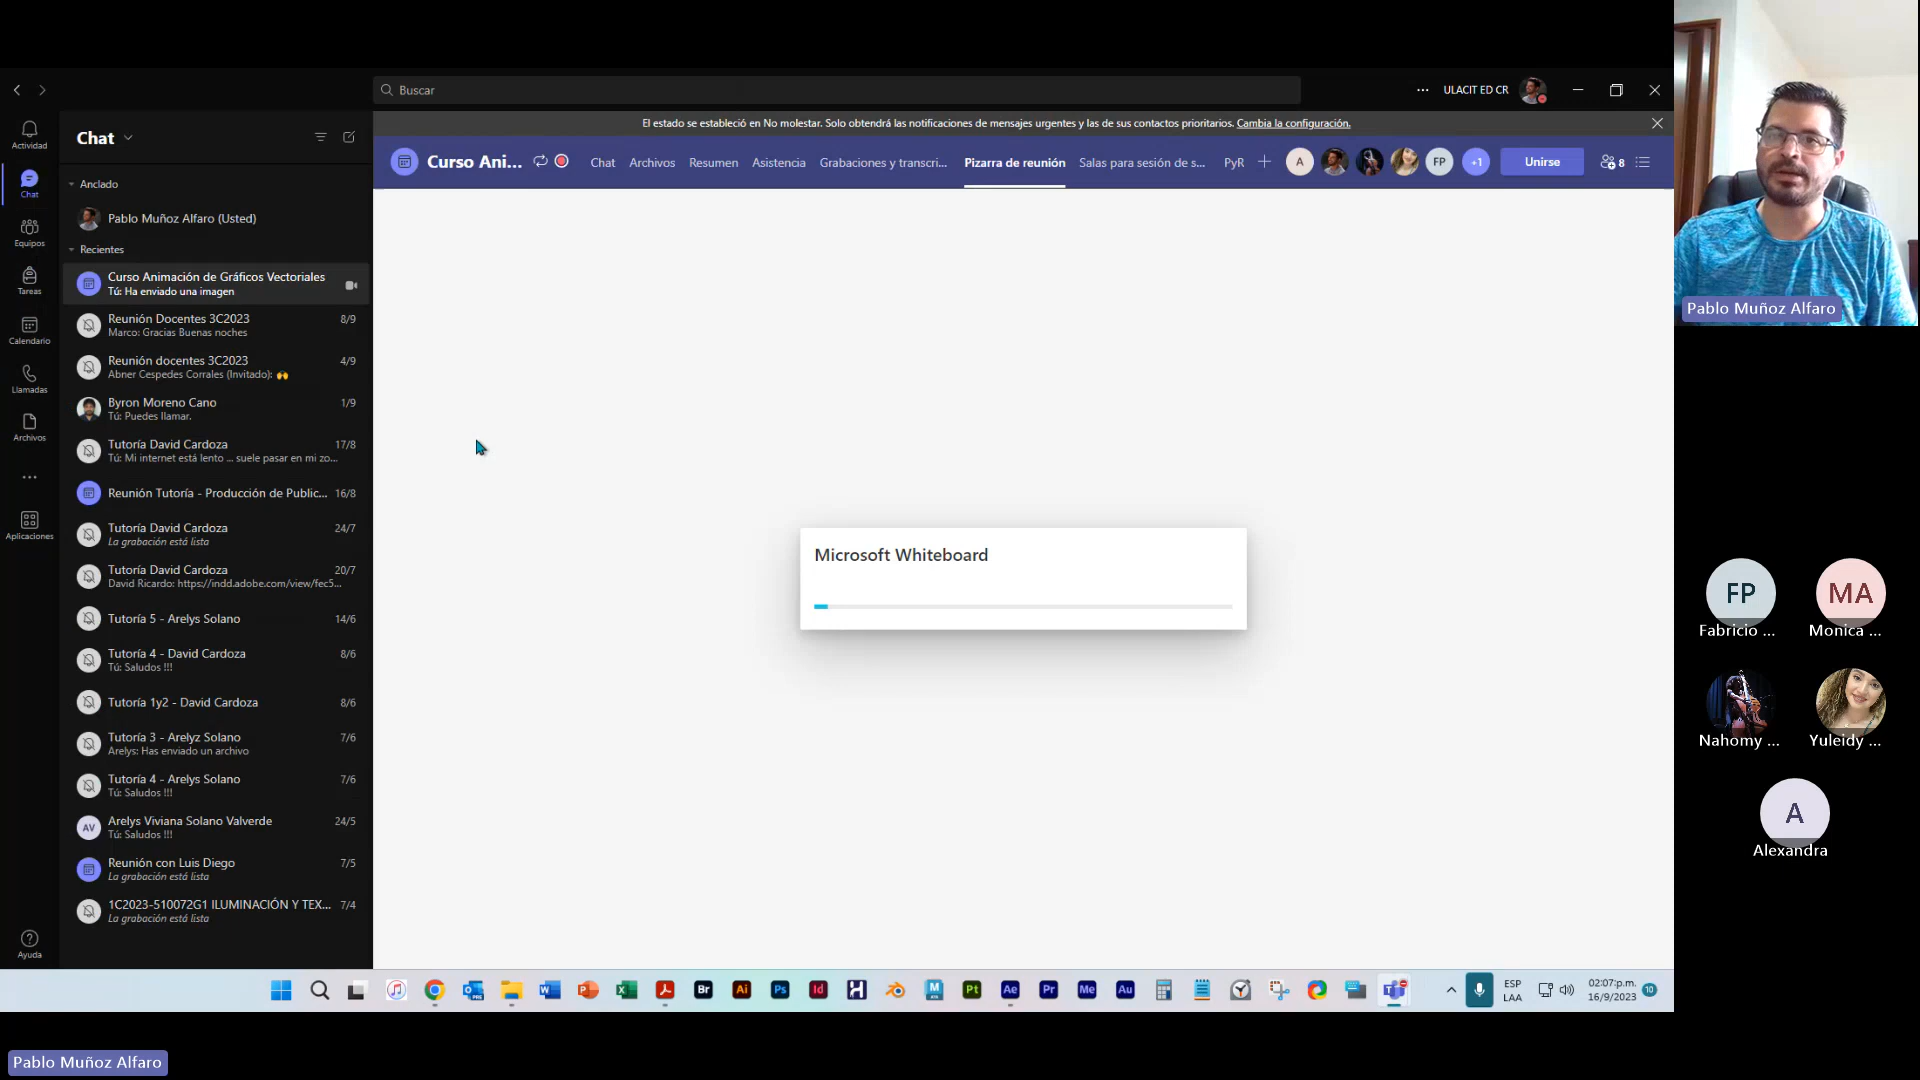 Buscar
ULACIT ED CR
El estado se estableció en No molestar. Solo obtendrá las notificaciones de mensajes urgentes y las de sus contactos prioritarios. Cambia la configuración.
Actividad
Chat
Equipos
Tareas
Calendario
Llamadas
Archivos
Aplicaciones
Ayuda
Chat
Anclado
Pablo Muñoz Alfaro (Usted)
Recientes
Curso Animación de Gráficos Vectoriales
Tú: Ha enviado una imagen
Reunión Docentes 3C2023 8/9
Marco: Gracias Buenas noches
Reunión docentes 3C2023 4/9
Abner Cespedes Corrales (Invitado): 🙌
Byron Moreno Cano 1/9
Tú: Puedes llamar.
Tutoría David Cardoza 17/8
Tú: Mi internet está lento ... suele pasar en mi zo...
Reunión Tutoría - Producción de Public... 16/8
Tutoría David Cardoza 24/7
La grabación está lista
Tutoría David Cardoza 20/7
David Ricardo: https://indd.adobe.com/view/fec5...
Tutoría 5 - Arelys Solano 14/6
Tutoría 4 - David Cardoza 8/6
Tú: Saludos !!!
Tutoría 1y2 - David Cardoza 8/6
Tutoría 3 - Arelyz Solano 7/6
Arelys: Has enviado un archivo
Tutoría 4 - Arelys Solano 7/6
Tú: Saludos !!!
AV
Arelys Viviana Solano Valverde 24/5
Tú: Saludos !!!
Reunión con Luis Diego 7/5
La grabación está lista
1C2023-510072G1 ILUMINACIÓN Y TEX... 7/4
La grabación está lista
Curso Ani... Chat Archivos Resumen Asistencia Grabaciones y transcri... Pizarra de reunión Salas para sesión de s... PyR A FP +1 Unirse 8
Microsoft Whiteboard
Pablo Muñoz Alfaro
FP
Fabricio ...
MA
Monica ...
Nahomy ...
Yuleidy ...
A
Alexandra
Br Ai Ps Id Pt Ae Pr Me Au
ESP
LAA
02:07:p.m.
16/9/2023
10
Pablo Muñoz Alfaro